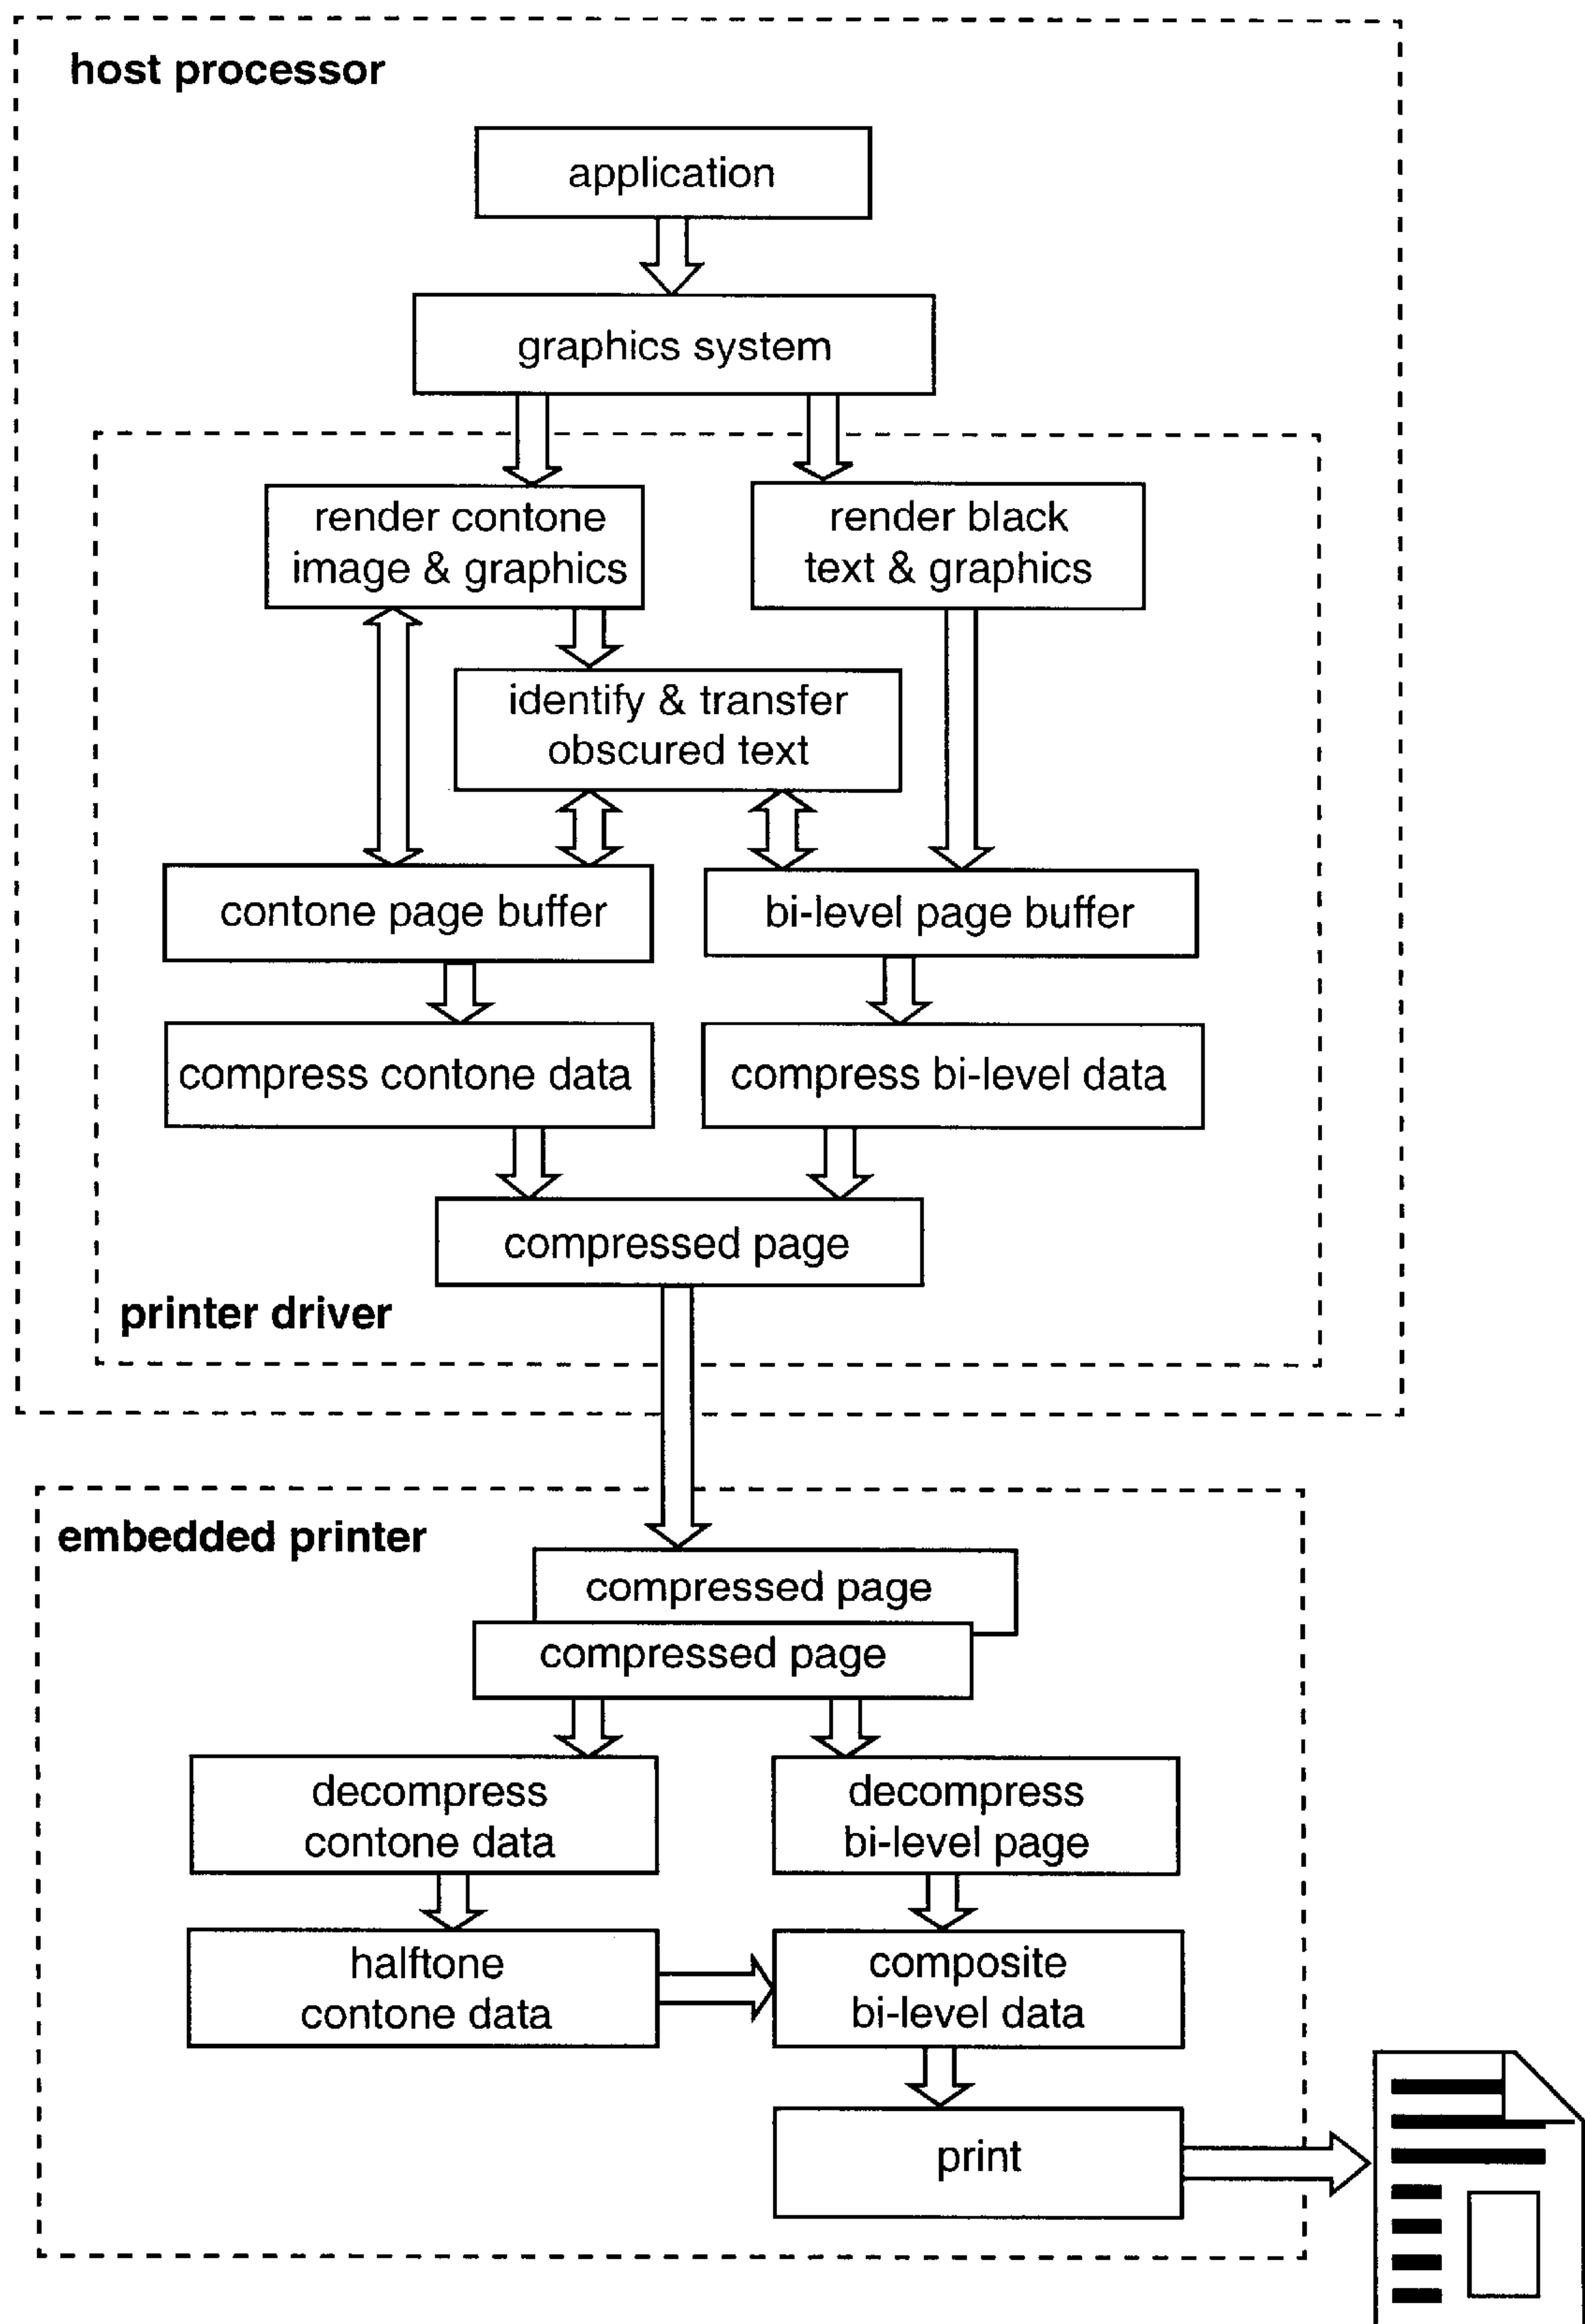 host processor
application
graphics system
render contone
image & graphics
render black
text & graphics
identify & transfer
obscured text
contone page buffer
bi-level page buffer
compress contone data
compress bi-level data
compressed page
printer driver
embedded printer
compressed page
compressed page
decompress
contone data
decompress
bi-level page
halftone
contone data
composite
bi-level data
print